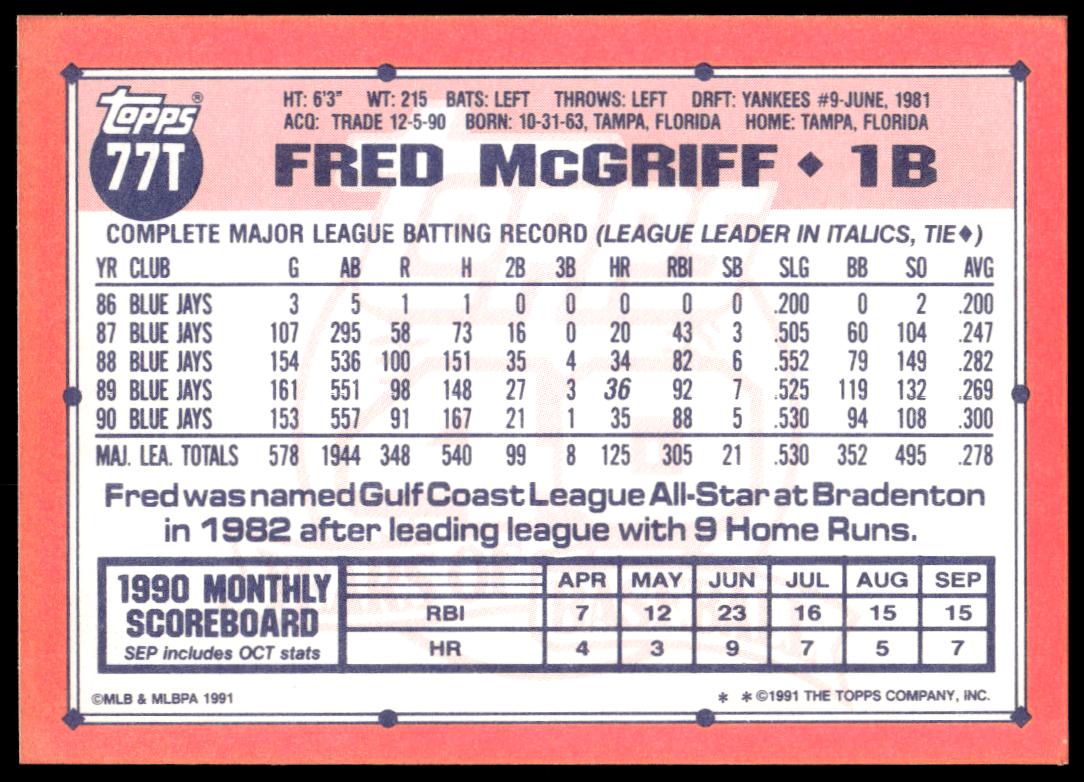 topps®
77T
HT: 6'3" WT: 215 BATS: LEFT THROWS: LEFT DRFT: YANKEES #9-JUNE, 1981
ACQ: TRADE 12-5-90 BORN: 10-31-63, TAMPA, FLORIDA HOME: TAMPA, FLORIDA
FRED McGRIFF ◆ 1B
COMPLETE MAJOR LEAGUE BATTING RECORD (LEAGUE LEADER IN ITALICS, TIE◆)
YR CLUB G AB R H 2B 3B HR RBI SB SLG BB SO AVG
86 BLUE JAYS 3 5 1 1 0 0 0 0 0 .200 0 2 .200
87 BLUE JAYS 107 295 58 73 16 0 20 43 3 .505 60 104 .247
88 BLUE JAYS 154 536 100 151 35 4 34 82 6 .552 79 149 .282
89 BLUE JAYS 161 551 98 148 27 3 36 92 7 .525 119 132 .269
90 BLUE JAYS 153 557 91 167 21 1 35 88 5 .530 94 108 .300
MAJ. LEA. TOTALS 578 1944 348 540 99 8 125 305 21 .530 352 495 .278
Fred was named Gulf Coast League All-Star at Bradenton
in 1982 after leading league with 9 Home Runs.
1990 MONTHLY
SCOREBOARD
SEP includes OCT stats
APR MAY JUN JUL AUG SEP
RBI 7 12 23 16 15 15
HR 4 3 9 7 5 7
©MLB & MLBPA 1991
* * ©1991 THE TOPPS COMPANY, INC.